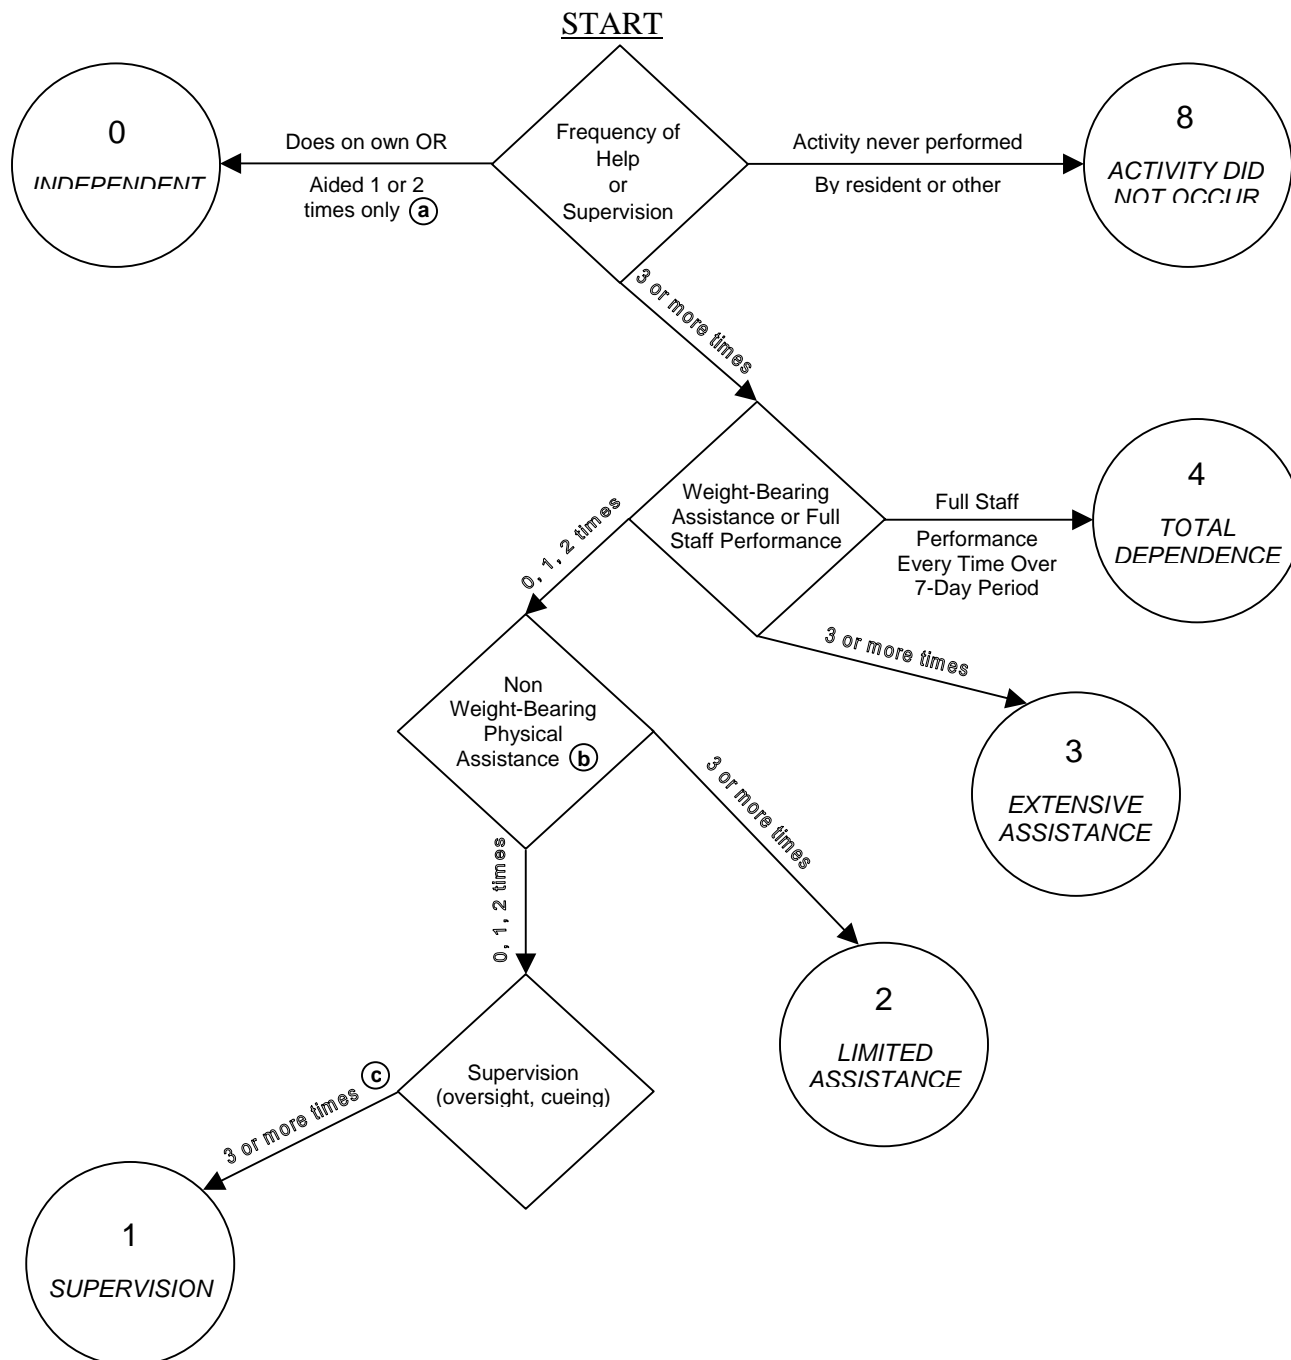 START
0
INDEPENDENT
Does on own OR
Aided 1 or 2
times only a
Frequency of
Help
or
Supervision
Activity never performed
By resident or other
8
ACTIVITY DID
NOT OCCUR
3 or more times
Weight-Bearing
Assistance or Full
Staff Performance
Full Staff
Performance
Every Time Over
7-Day Period
4
TOTAL
DEPENDENCE
0, 1, 2 times
3 or more times
Non
Weight-Bearing
Physical
Assistance b
3
EXTENSIVE
ASSISTANCE
3 or more times
0, 1, 2 times
2
LIMITED
ASSISTANCE
Supervision
(oversight, cueing)
3 or more times c
1
SUPERVISION